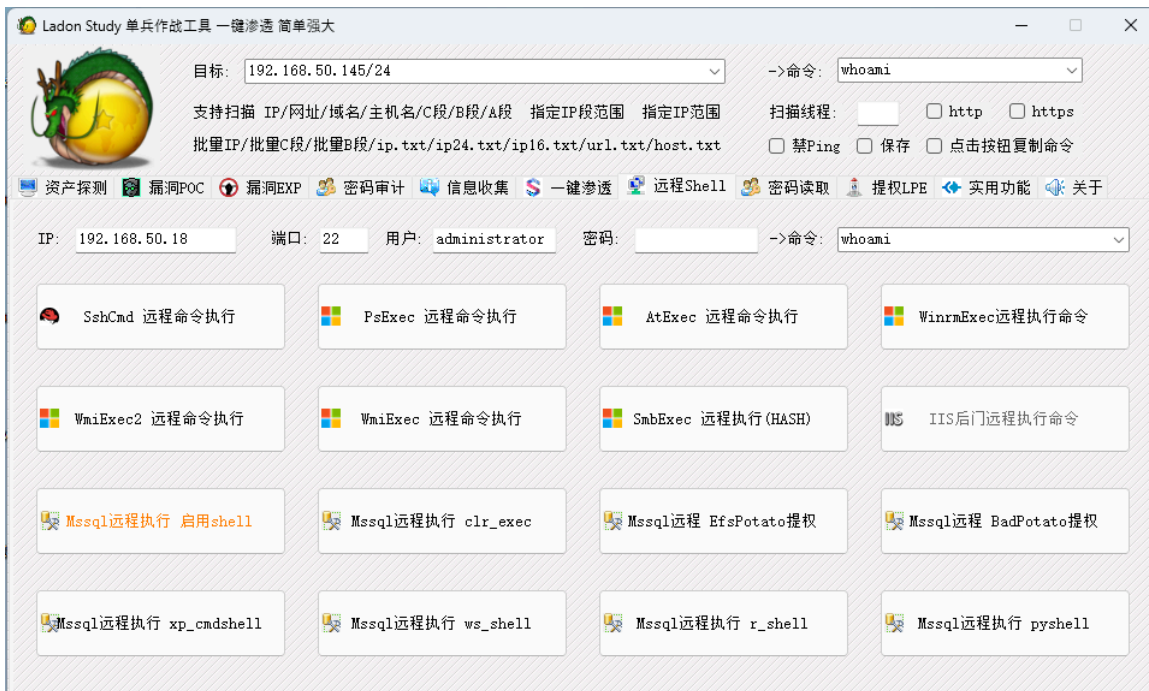 Ladon Study 单兵作战工具 一键渗透 简单强大
目标: 192.168.50.145/24 ->命令: whoami
支持扫描 IP/网址/域名/主机名/C段/B段/A段 指定IP段范围 指定IP范围 扫描线程: http https
批量IP/批量C段/批量B段/ip.txt/ip24.txt/ip16.txt/url.txt/host.txt 禁Ping 保存 点击按钮复制命令
资产探测 漏洞POC 漏洞EXP 密码审计 信息收集 一键渗透 远程Shell 密码读取 提权LPE 实用功能 关于
IP: 192.168.50.18 端口: 22 用户: administrator 密码: ->命令: whoami
SshCmd 远程命令执行 PsExec 远程命令执行 AtExec 远程命令执行 WinrmExec远程执行命令
WmiExec2 远程命令执行 WmiExec 远程命令执行 SmbExec 远程执行(HASH) IIS IIS后门远程执行命令
Mssql远程执行 启用shell Mssql远程执行 clr_exec Mssql远程 EfsPotato提权 Mssql远程 BadPotato提权
Mssql远程执行 xp_cmdshell Mssql远程执行 ws_shell Mssql远程执行 r_shell Mssql远程执行 pyshell